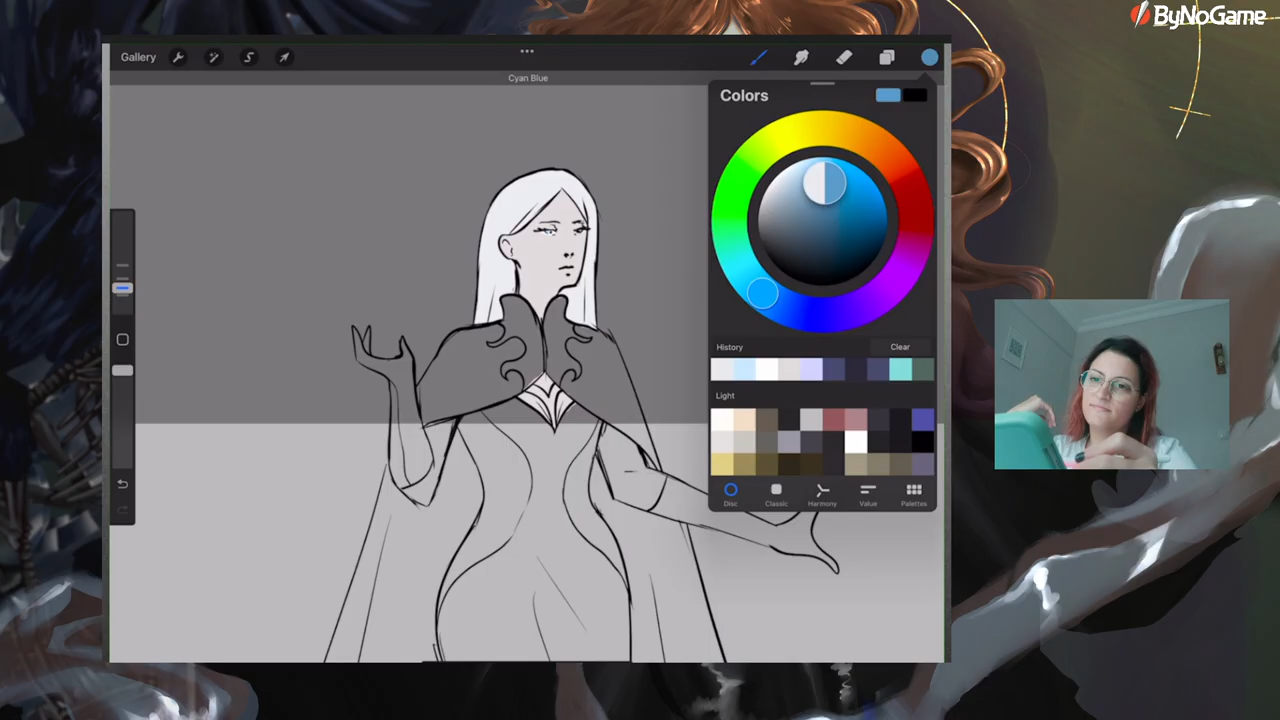 ByNoGame
Gallery
Cyan Blue
Colors
History
Clear
Light
Disc
Classic
Harmony
Value
Palettes